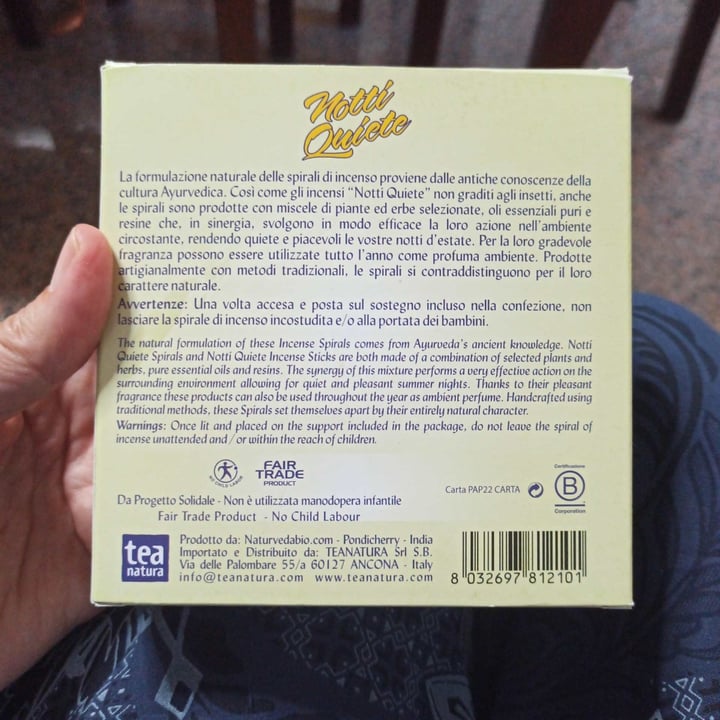 Notti
Quiete
La formulazione naturale delle spirali di incenso proviene dalle antiche conoscenze della
cultura Ayurvedica. Così come gli incensi “Notti Quiete” non graditi agli insetti, anche
le spirali sono prodotte con miscele di piante ed erbe selezionate, oli essenziali puri e
resine che, in sinergia, svolgono in modo efficace la loro azione nell'ambiente
circostante, rendendo quiete e piacevoli le vostre notti d'estate. Per la loro gradevole
fragranza possono essere utilizzate tutto l'anno come profuma ambiente. Prodotte
artigianalmente con metodi tradizionali, le spirali si contraddistinguono per il loro
carattere naturale.
Avvertenze: Una volta accesa e posta sul sostegno incluso nella confezione, non
lasciare la spirale di incenso incostudita e/o alla portata dei bambini.
The natural formulation of these Incense Spirals comes from Ayurveda's ancient knowledge. Notti
Quiete Spirals and Notti Quiete Incense Sticks are both made of a combination of selected plants and
herbs, pure essential oils and resins. The synergy of this mixture performs a very effective action on the
surrounding environment allowing for quiet and pleasant summer nights. Thanks to their pleasant
fragrance these products can also be used throughout the year as ambient perfume. Handcrafted using
traditional methods, these Spirals set themselves apart by their entirely natural character.
Warnings: Once lit and placed on the support included in the package, do not leave the spiral of
incense unattended and / or within the reach of children.
NO CHILD LABOR
FAIR
TRADE
PRODUCT
Da Progetto Solidale - Non è utilizzata manodopera infantile
Fair Trade Product - No Child Labour
Carta PAP22 CARTA
Certificazione
B
Corporation
tea
natura
Prodotto da: Naturvedabio.com - Pondicherry - India
Importato e Distribuito da: TEANATURA Srl S.B.
Via delle Palombare 55/a 60127 ANCONA - Italy
info@teanatura.com www.teanatura.com
8 032697 812101